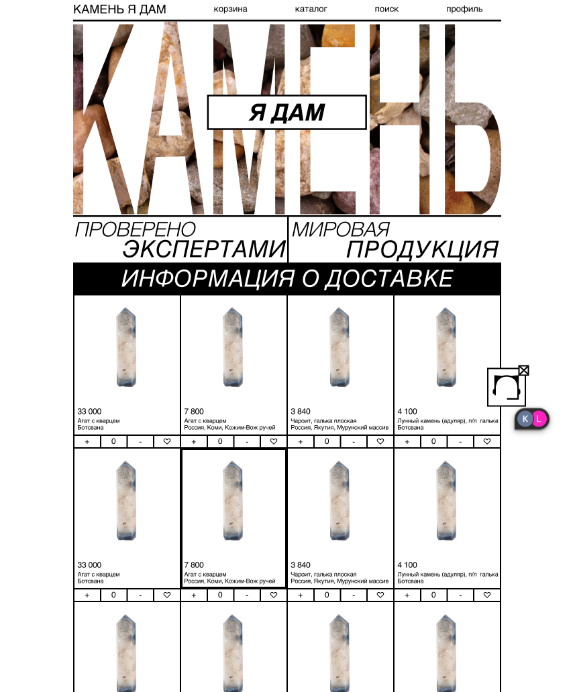 КАМЕНЬ Я ДАМ корзина каталог поиск профиль
КАМЕНЬ
Я ДАМ
ПРОВЕРЕНО
ЭКСПЕРТАМИ
МИРОВАЯ
ПРОДУКЦИЯ
ИНФОРМАЦИЯ О ДОСТАВКЕ
33 000
Агат с кварцем
Ботсвана
+ 0 -
7 800
Агат с кварцем
Россия, Коми, Кожим-Вож ручей
+ 0 -
3 840
Чароит, галька плоская
Россия, Якутия, Мурунский массив
+ 0 -
4 100
Лунный камень (адуляр), п/п галька
Ботсвана
+ 0 -
K L
33 000
Агат с кварцем
Ботсвана
+ 0 -
7 800
Агат с кварцем
Россия, Коми, Кожим-Вож ручей
+ 0 -
3 840
Чароит, галька плоская
Россия, Якутия, Мурунский массив
+ 0 -
4 100
Лунный камень (адуляр), п/п галька
Ботсвана
+ 0 -